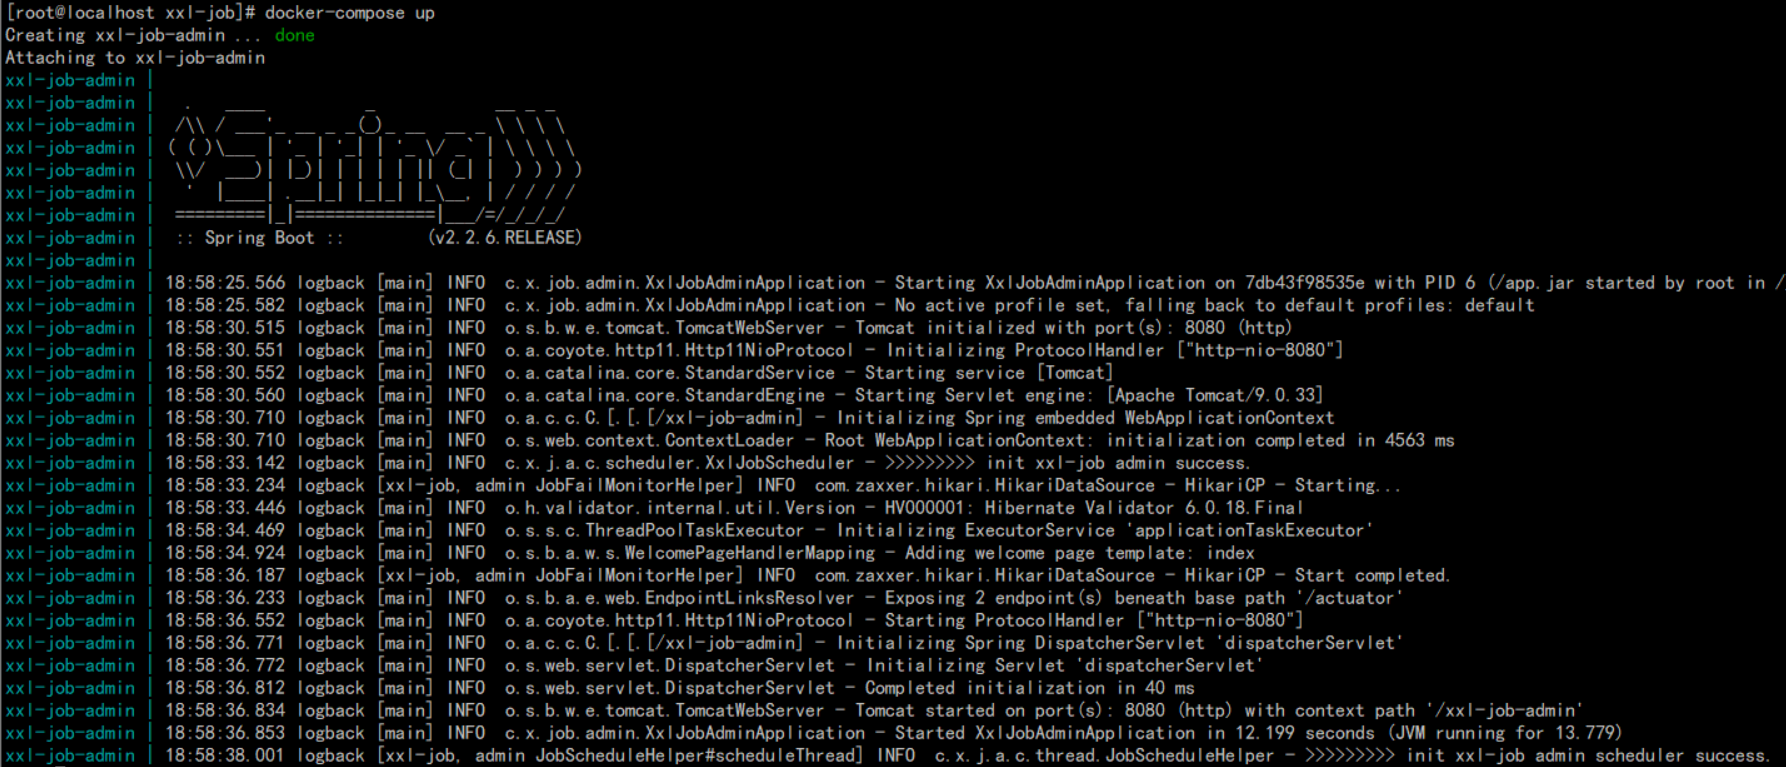 [root@localhost xxl-job]# docker-compose up
Creating xxl-job-admin ... done
Attaching to xxl-job-admin
xxl-job-admin |
xxl-job-admin |   .   ____          _            __ _ _
xxl-job-admin |  /\\ / ___'_ __ _ _(_)_ __  __ _ \ \ \ \
xxl-job-admin | ( ( )\___ | '_ | '_| | '_ \/ _` | \ \ \ \
xxl-job-admin |  \\/  ___)| |_)| | | | | || (_| |  ) ) ) )
xxl-job-admin |   '  |____| .__|_| |_|_| |_\__, | / / / /
xxl-job-admin |  =========|_|==============|___/=/_/_/_/
xxl-job-admin |  :: Spring Boot ::        (v2.2.6.RELEASE)
xxl-job-admin |
xxl-job-admin | 18:58:25.566 logback [main] INFO  c.x.job.admin.XxlJobAdminApplication - Starting XxlJobAdminApplication on 7db43f98535e with PID 6 (/app.jar started by root in /
xxl-job-admin | 18:58:25.582 logback [main] INFO  c.x.job.admin.XxlJobAdminApplication - No active profile set, falling back to default profiles: default
xxl-job-admin | 18:58:30.515 logback [main] INFO  o.s.b.w.e.tomcat.TomcatWebServer - Tomcat initialized with port(s): 8080 (http)
xxl-job-admin | 18:58:30.551 logback [main] INFO  o.a.coyote.http11.Http11NioProtocol - Initializing ProtocolHandler ["http-nio-8080"]
xxl-job-admin | 18:58:30.552 logback [main] INFO  o.a.catalina.core.StandardService - Starting service [Tomcat]
xxl-job-admin | 18:58:30.560 logback [main] INFO  o.a.catalina.core.StandardEngine - Starting Servlet engine: [Apache Tomcat/9.0.33]
xxl-job-admin | 18:58:30.710 logback [main] INFO  o.a.c.c.C.[.[.[/xxl-job-admin] - Initializing Spring embedded WebApplicationContext
xxl-job-admin | 18:58:30.710 logback [main] INFO  o.s.web.context.ContextLoader - Root WebApplicationContext: initialization completed in 4563 ms
xxl-job-admin | 18:58:33.142 logback [main] INFO  c.x.j.a.c.scheduler.XxlJobScheduler - >>>>>>>>> init xxl-job admin success.
xxl-job-admin | 18:58:33.234 logback [xxl-job, admin JobFailMonitorHelper] INFO  com.zaxxer.hikari.HikariDataSource - HikariCP - Starting...
xxl-job-admin | 18:58:33.446 logback [main] INFO  o.h.validator.internal.util.Version - HV000001: Hibernate Validator 6.0.18.Final
xxl-job-admin | 18:58:34.469 logback [main] INFO  o.s.s.c.ThreadPoolTaskExecutor - Initializing ExecutorService 'applicationTaskExecutor'
xxl-job-admin | 18:58:34.924 logback [main] INFO  o.s.b.a.w.s.WelcomePageHandlerMapping - Adding welcome page template: index
xxl-job-admin | 18:58:36.187 logback [xxl-job, admin JobFailMonitorHelper] INFO  com.zaxxer.hikari.HikariDataSource - HikariCP - Start completed.
xxl-job-admin | 18:58:36.233 logback [main] INFO  o.s.b.a.e.web.EndpointLinksResolver - Exposing 2 endpoint(s) beneath base path '/actuator'
xxl-job-admin | 18:58:36.552 logback [main] INFO  o.a.coyote.http11.Http11NioProtocol - Starting ProtocolHandler ["http-nio-8080"]
xxl-job-admin | 18:58:36.771 logback [main] INFO  o.a.c.c.C.[.[.[/xxl-job-admin] - Initializing Spring DispatcherServlet 'dispatcherServlet'
xxl-job-admin | 18:58:36.772 logback [main] INFO  o.s.web.servlet.DispatcherServlet - Initializing Servlet 'dispatcherServlet'
xxl-job-admin | 18:58:36.812 logback [main] INFO  o.s.web.servlet.DispatcherServlet - Completed initialization in 40 ms
xxl-job-admin | 18:58:36.834 logback [main] INFO  o.s.b.w.e.tomcat.TomcatWebServer - Tomcat started on port(s): 8080 (http) with context path '/xxl-job-admin'
xxl-job-admin | 18:58:36.853 logback [main] INFO  c.x.job.admin.XxlJobAdminApplication - Started XxlJobAdminApplication in 12.199 seconds (JVM running for 13.779)
xxl-job-admin | 18:58:38.001 logback [xxl-job, admin JobScheduleHelper#scheduleThread] INFO  c.x.j.a.c.thread.JobScheduleHelper - >>>>>>>>> init xxl-job admin scheduler success.